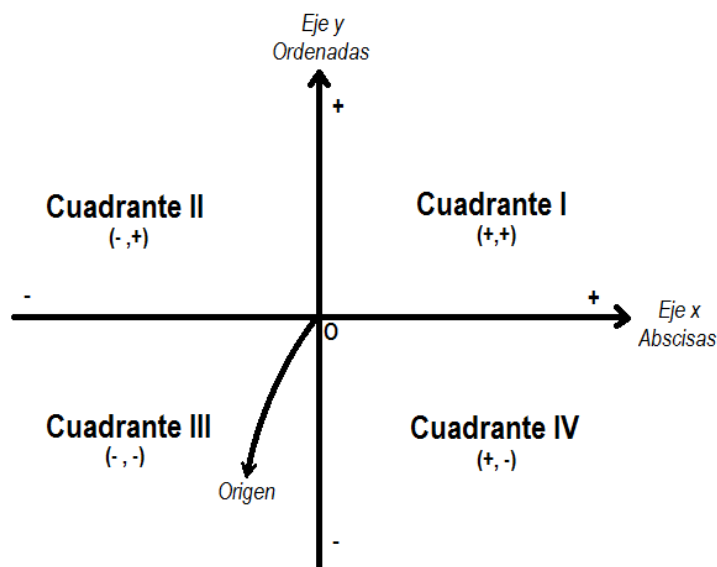 Eje y
Ordenadas
+
Cuadrante II
(- ,+)
Cuadrante I
(+,+)
-
+
O
Eje x
Abscisas
Cuadrante III
(- , -)
Cuadrante IV
(+, -)
Origen
-